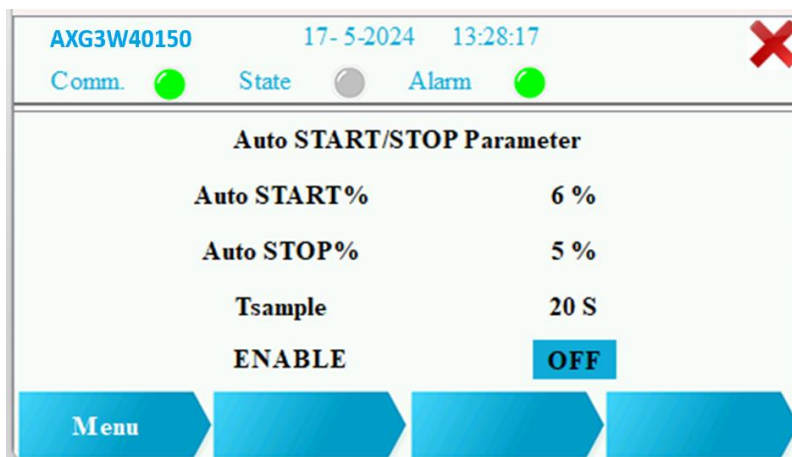 AXG3W40150 17- 5-2024 13:28:17
Comm. State Alarm
Auto START/STOP Parameter
Auto START% 6 %
Auto STOP% 5 %
Tsample 20 S
ENABLE OFF
Menu